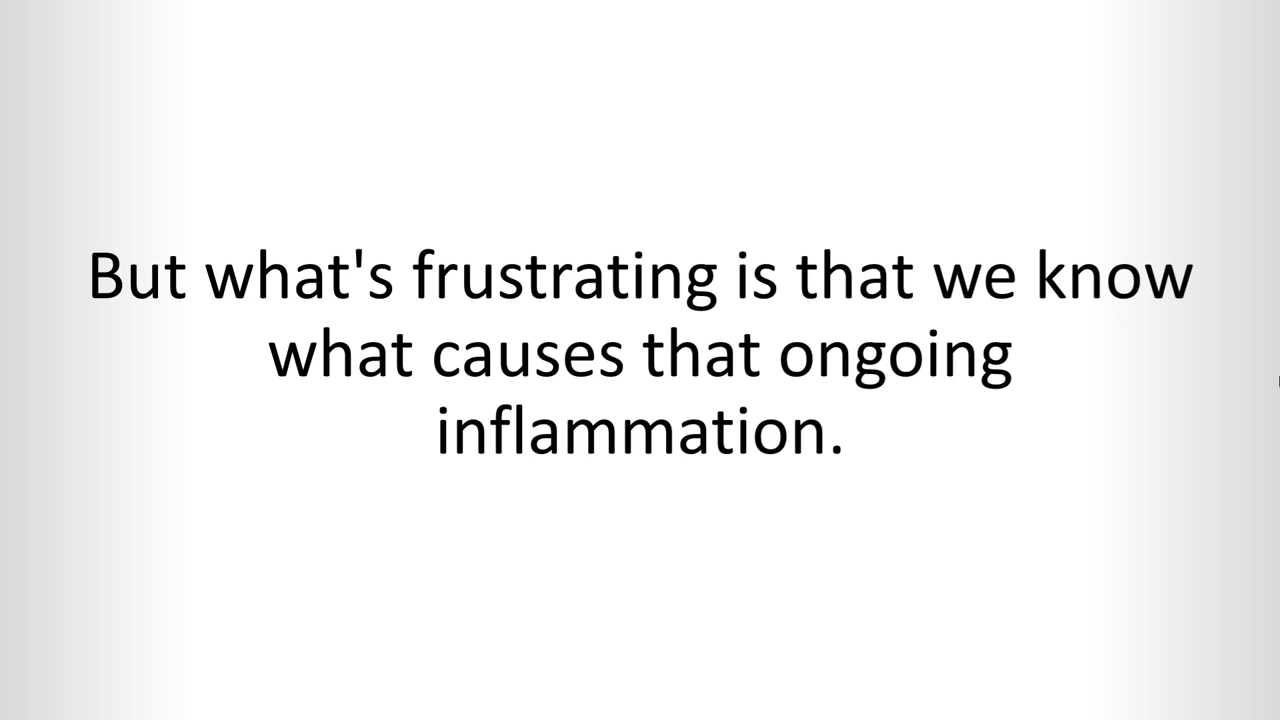 But what's frustrating is that we know
what causes that ongoing
inflammation.